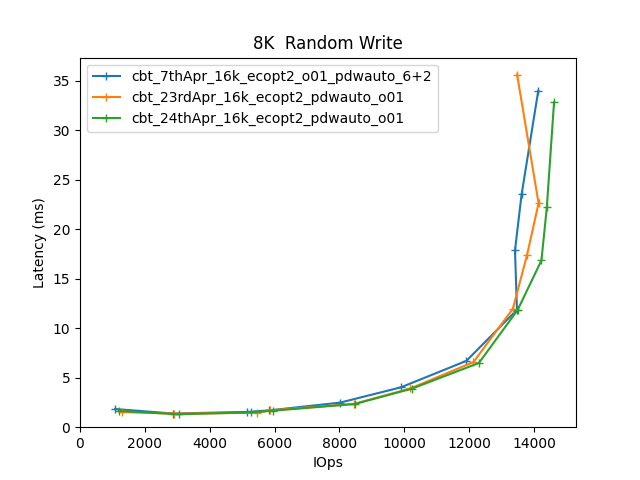 8K  Random Write
cbt_7thApr_16k_ecopt2_o01_pdwauto_6+2
cbt_23rdApr_16k_ecopt2_pdwauto_o01
cbt_24thApr_16k_ecopt2_pdwauto_o01
35
30
25
20
15
10
5
0
Latency (ms)
0 2000 4000 6000 8000 10000 12000 14000
IOps